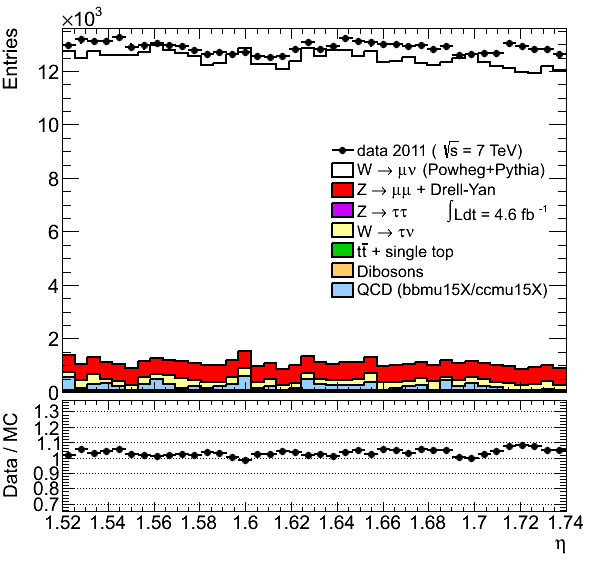 ×10³
Entries
12
10
8
6
4
2
0
data 2011 ( √s = 7 TeV)
W → μν (Powheg+Pythia)
Z → μμ + Drell-Yan
Z → ττ ∫Ldt = 4.6 fb⁻¹
W → τν
tt̄ + single top
Dibosons
QCD (bbmu15X/ccmu15X)
Data / MC
1.3
1.2
1.1
1
0.9
0.8
0.7
1.52 1.54 1.56 1.58 1.6 1.62 1.64 1.66 1.68 1.7 1.72 1.74
η